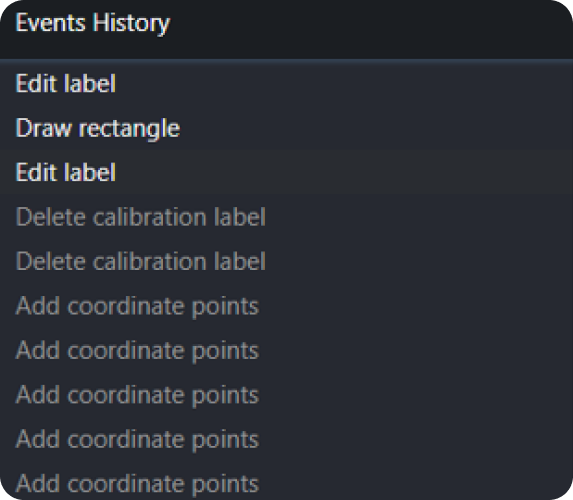 Events History
Edit label
Draw rectangle
Edit label
Delete calibration label
Delete calibration label
Add coordinate points
Add coordinate points
Add coordinate points
Add coordinate points
Add coordinate points